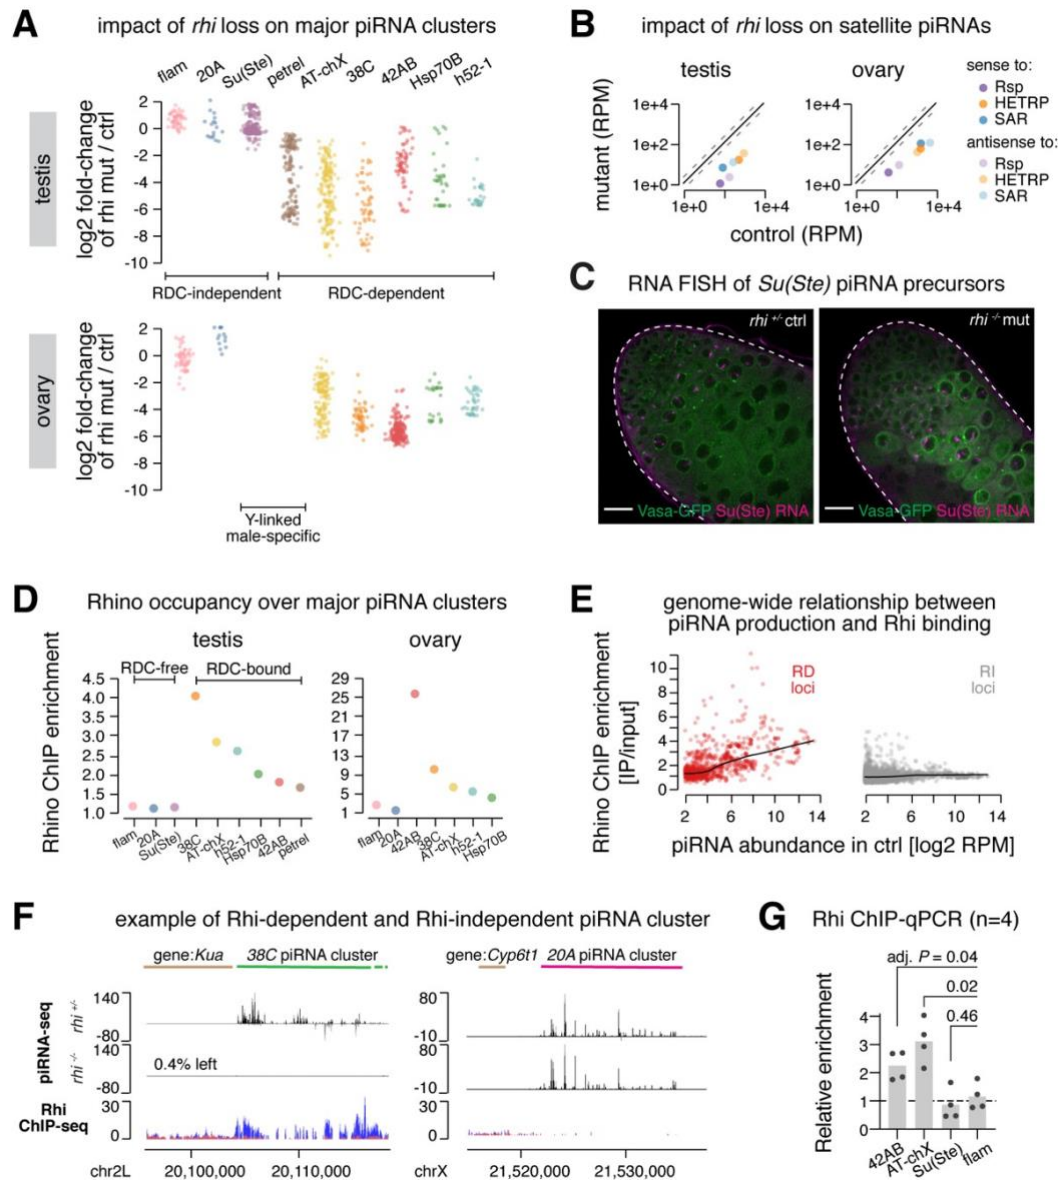 A
impact of rhi loss on major piRNA clusters
flam 20A Su(Ste) petrel AT-chX 38C 42AB Hsp70B h52-1
testis
log2 fold-change
of rhi mut / ctrl
2
0
-2
-4
-6
-8
-10
RDC-independent RDC-dependent
ovary
log2 fold-change
of rhi mut / ctrl
2
0
-2
-4
-6
-8
-10
Y-linked
male-specific
B
impact of rhi loss on satellite piRNAs
testis ovary
mutant (RPM)
1e+4
1e+2
1e+0
1e+0 1e+4
1e+4
1e+2
1e+0
1e+0 1e+4
control (RPM)
sense to:
Rsp
HETRP
SAR
antisense to:
Rsp
HETRP
SAR
C
RNA FISH of Su(Ste) piRNA precursors
rhi +/- ctrl
Vasa-GFP Su(Ste) RNA
rhi -/- mut
Vasa-GFP Su(Ste) RNA
D
Rhino occupancy over major piRNA clusters
testis ovary
Rhino ChIP enrichment
RDC-free RDC-bound
4.5
4.0
3.5
3.0
2.5
2.0
1.5
1.0
flam 20A Su(Ste) 38C AT-chX h52-1 Hsp70B 42AB petrel
29
25
21
17
13
9
5
1
flam 20A 42AB 38C AT-chX h52-1 Hsp70B
E
genome-wide relationship between
piRNA production and Rhi binding
Rhino ChIP enrichment
[IP/input]
10
8
6
4
2
0
RD
loci
RI
loci
2 6 10 14
2 6 10 14
piRNA abundance in ctrl [log2 RPM]
F
example of Rhi-dependent and Rhi-independent piRNA cluster
gene:Kua 38C piRNA cluster
gene:Cyp6t1 20A piRNA cluster
piRNA-seq
rhi +/-
140
-80
80
-10
rhi -/-
140
-80
0.4% left
80
-10
Rhi
ChIP-seq
30
0
30
0
chr2L 20,100,000 20,110,000
chrX 21,520,000 21,530,000
G
Rhi ChIP-qPCR (n=4)
adj. P = 0.04
0.02
0.46
Relative enrichment
4
3
2
1
0
42AB AT-chX Su(Ste) flam